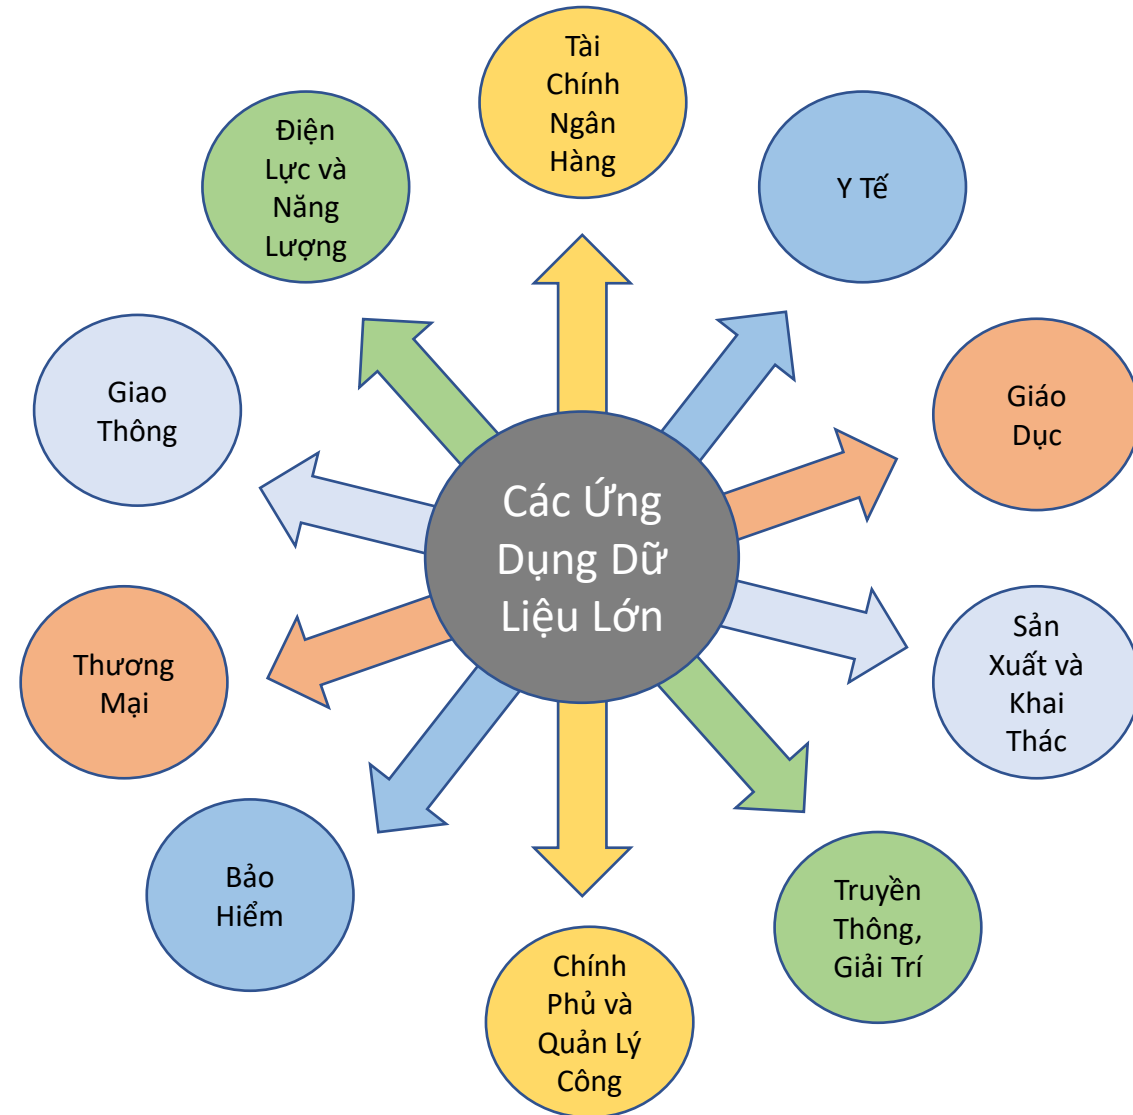 Tài
Chính
Ngân
Hàng
Điện
Lực và
Năng
Lượng
Y Tế
Giao
Thông
Giáo
Dục
Các Ứng
Dụng Dữ
Liệu Lớn
Thương
Mại
Sản
Xuất và
Khai
Thác
Bảo
Hiểm
Truyền
Thông,
Giải Trí
Chính
Phủ và
Quản Lý
Công